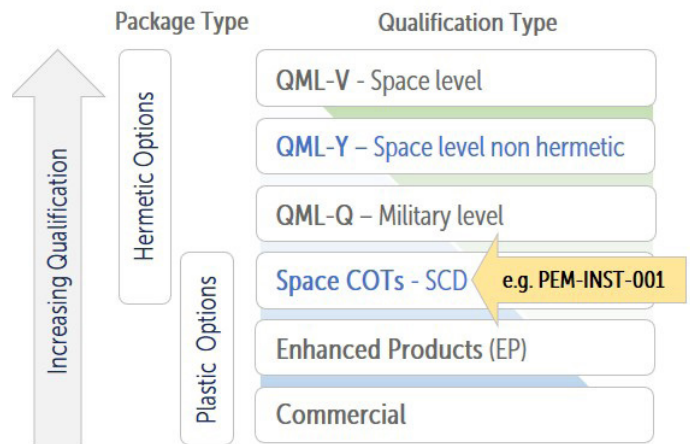 Package Type
Qualification Type
Increasing Qualification
Hermetic Options
Plastic Options
QML-V - Space level
QML-Y – Space level non hermetic
QML-Q – Military level
Space COTs - SCD
e.g. PEM-INST-001
Enhanced Products (EP)
Commercial